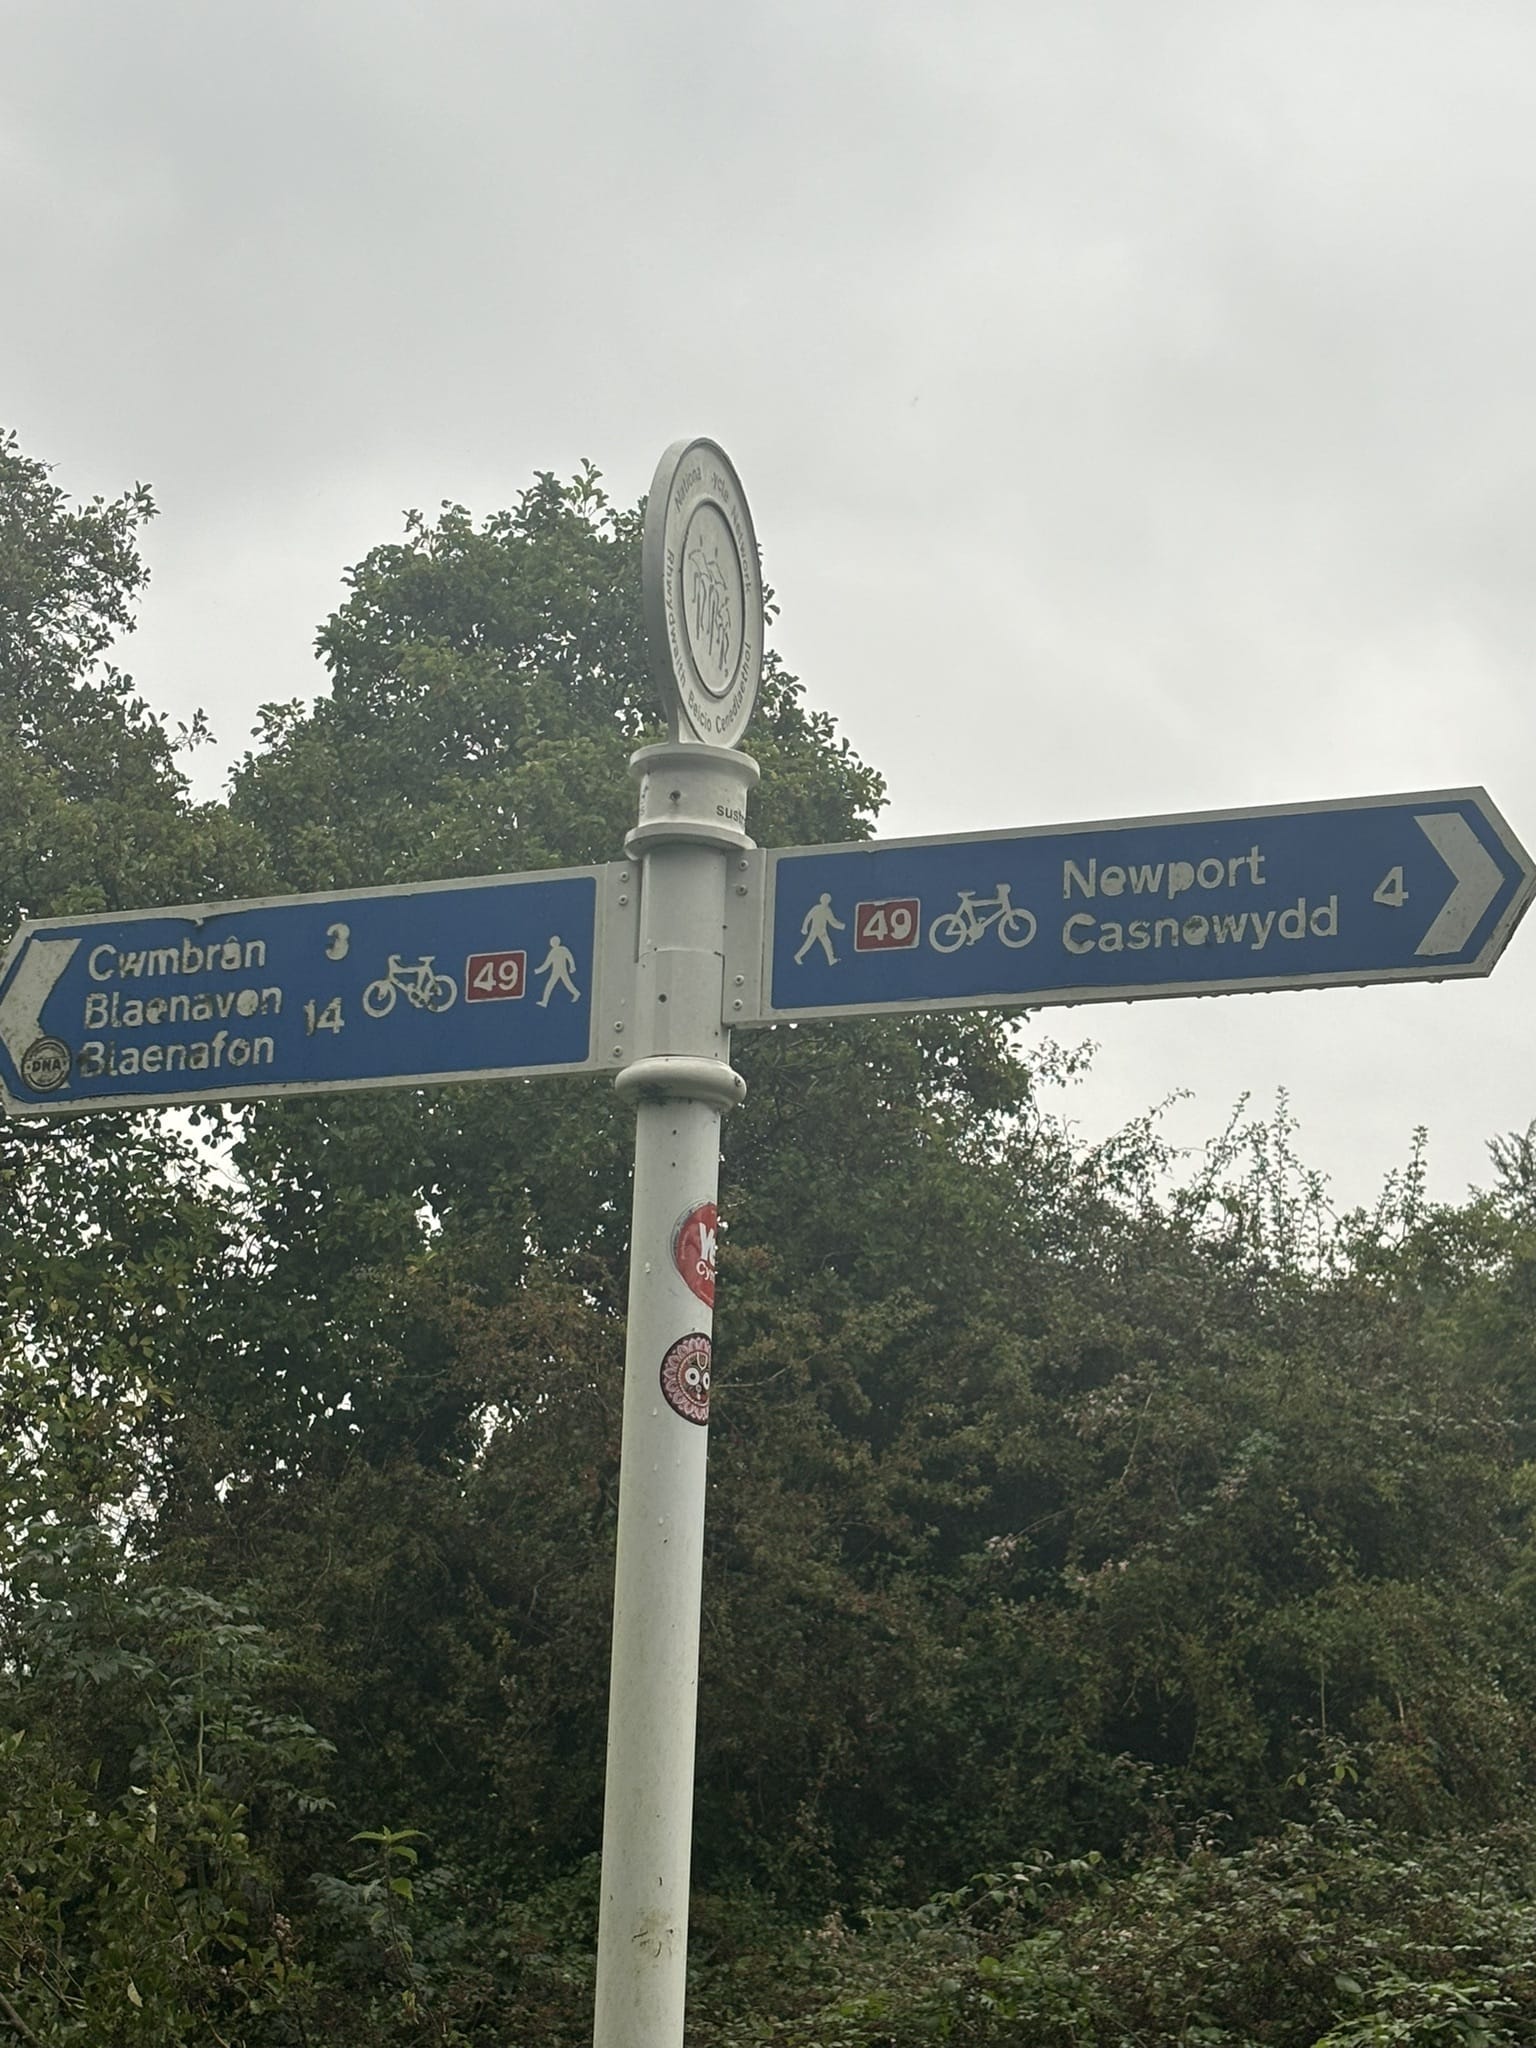 National Cycle Network
Rhwydwaith Beicio Cenedlaethol
Cwmbrân 3
Blaenavon 14
Blaenafon
49
DNA
49
Newport 4
Casnewydd